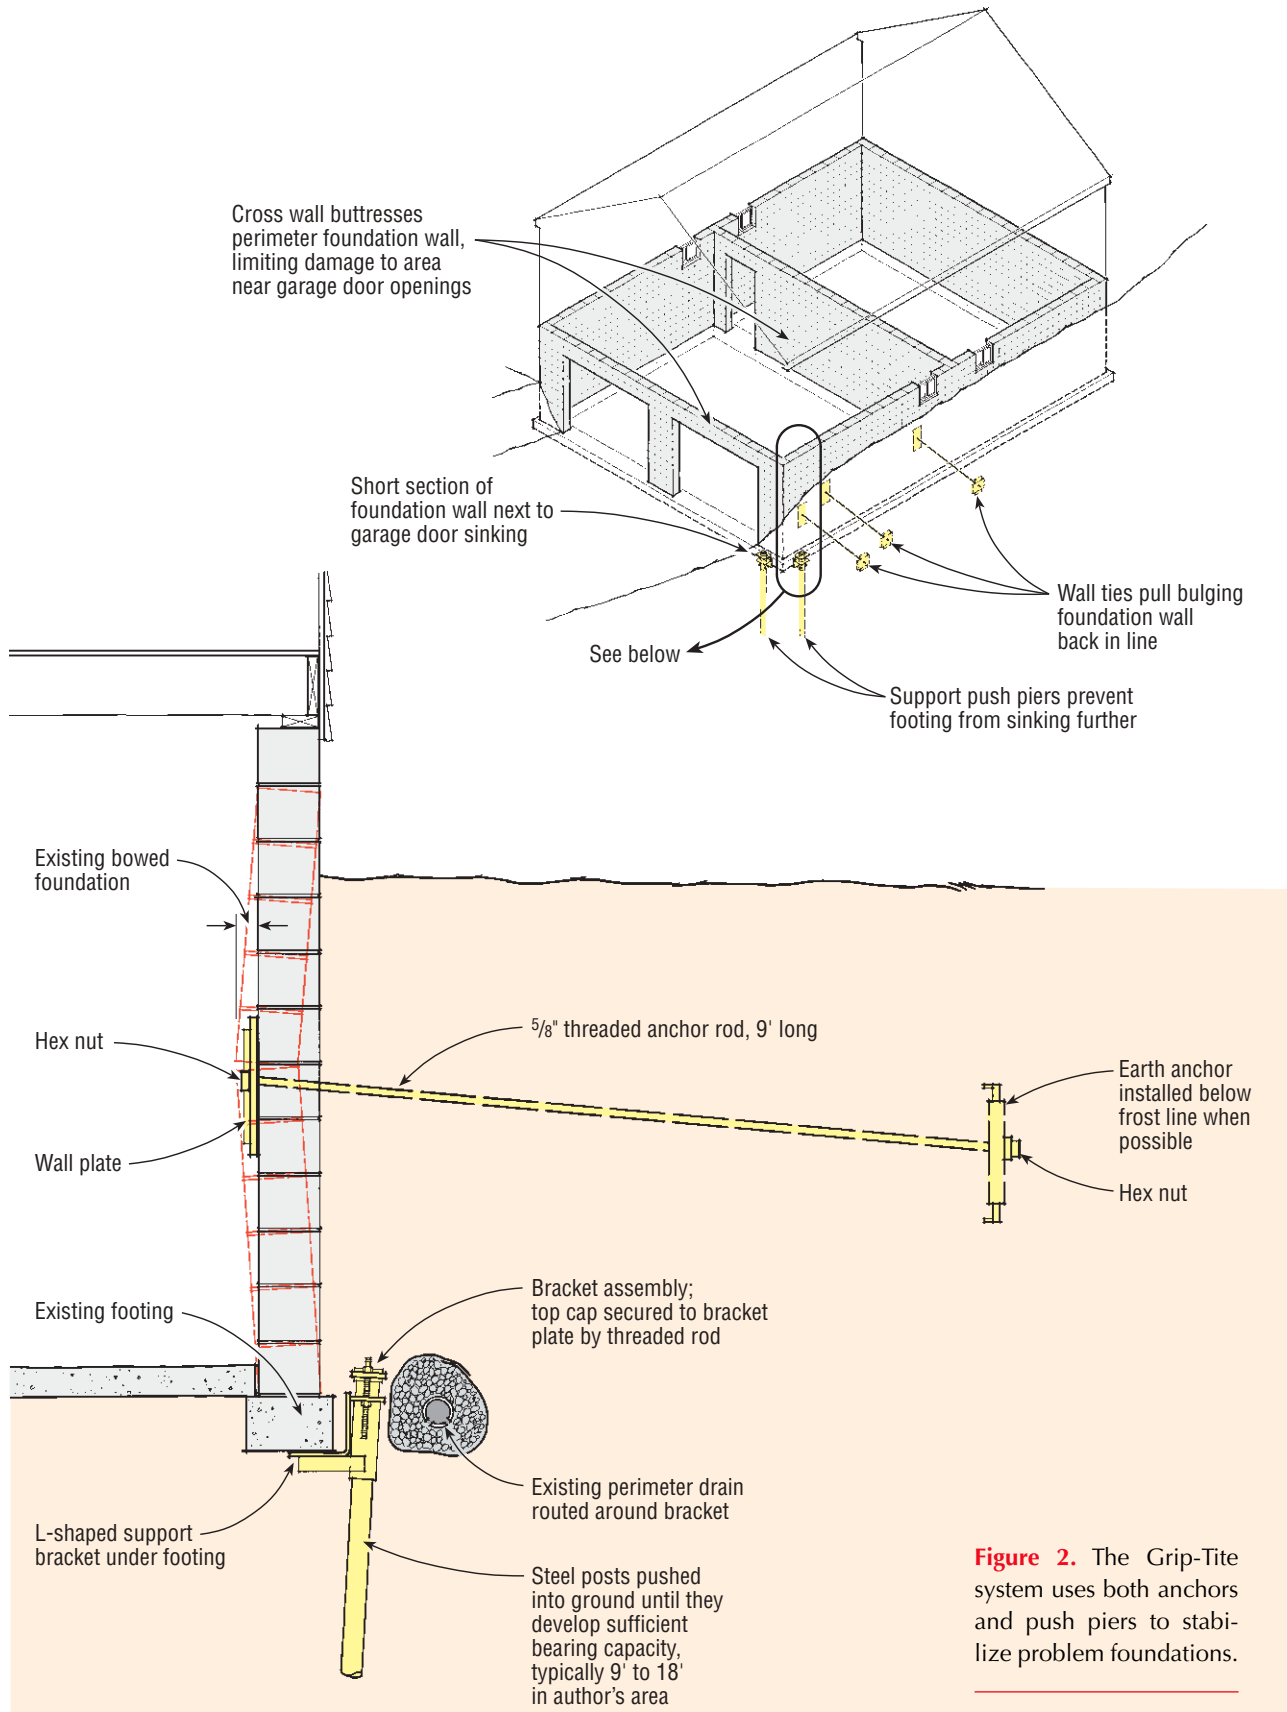 Cross wall buttresses
perimeter foundation wall,
limiting damage to area
near garage door openings
Short section of
foundation wall next to
garage door sinking
See below
Wall ties pull bulging
foundation wall
back in line
Support push piers prevent
footing from sinking further
Existing bowed
foundation
Hex nut
5/8" threaded anchor rod, 9' long
Earth anchor
installed below
frost line when
possible
Wall plate
Hex nut
Existing footing
Bracket assembly;
top cap secured to bracket
plate by threaded rod
Existing perimeter drain
routed around bracket
L-shaped support
bracket under footing
Steel posts pushed
into ground until they
develop sufficient
bearing capacity,
typically 9' to 18'
in author's area
Figure 2. The Grip-Tite
system uses both anchors
and push piers to stabi-
lize problem foundations.